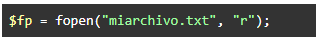 $fp = fopen("miarchivo.txt", "r");